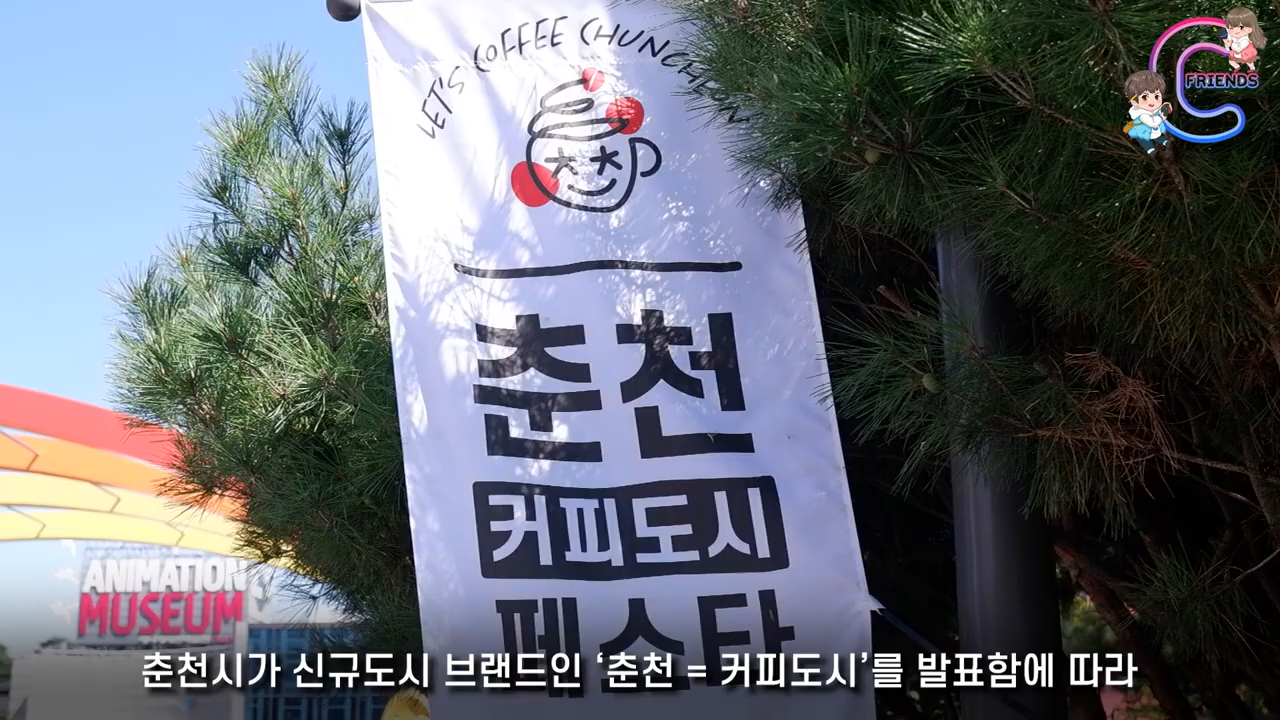 LET'S COFFEE CHUNCHEON
FRIENDS
춘천
커피도시
페스타
ANIMATION
MUSEUM
춘천시가 신규도시 브랜드인 ‘춘천 = 커피도시’를 발표함에 따라